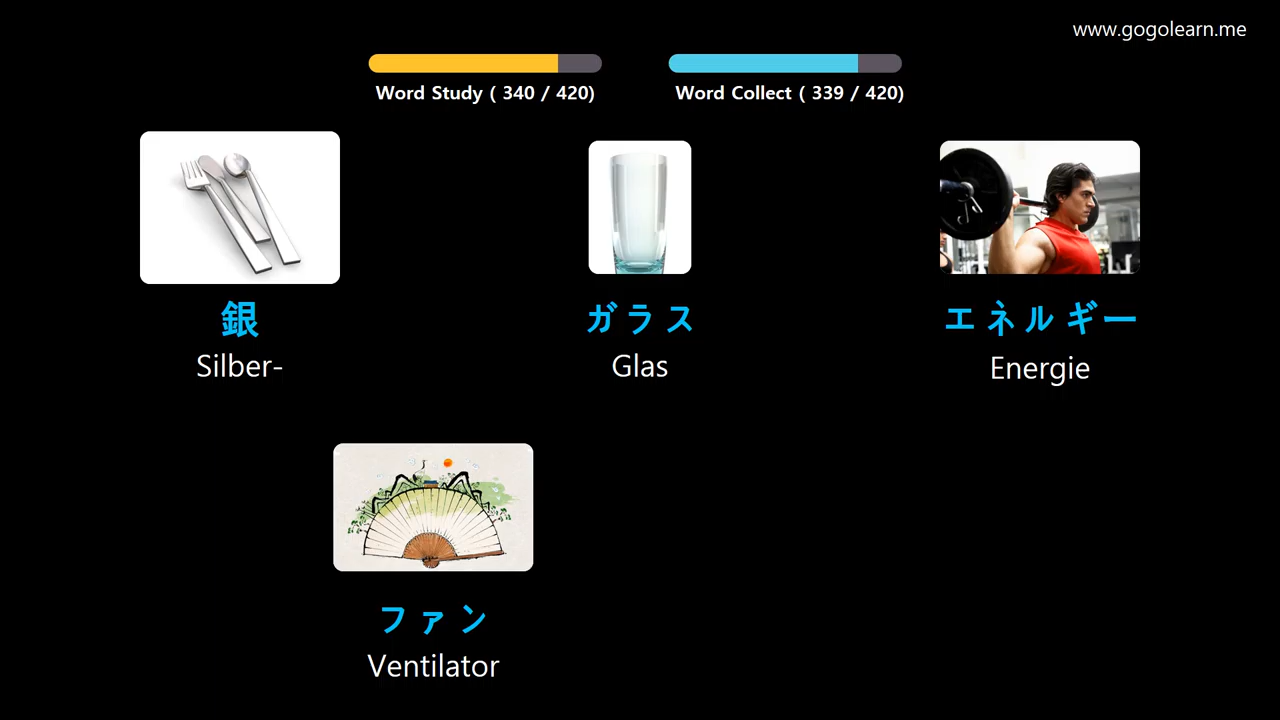 www.gogolearn.me
Word Study ( 340 / 420)
Word Collect ( 339 / 420)
銀
Silber-
ガラス
Glas
エネルギー
Energie
ファン
Ventilator